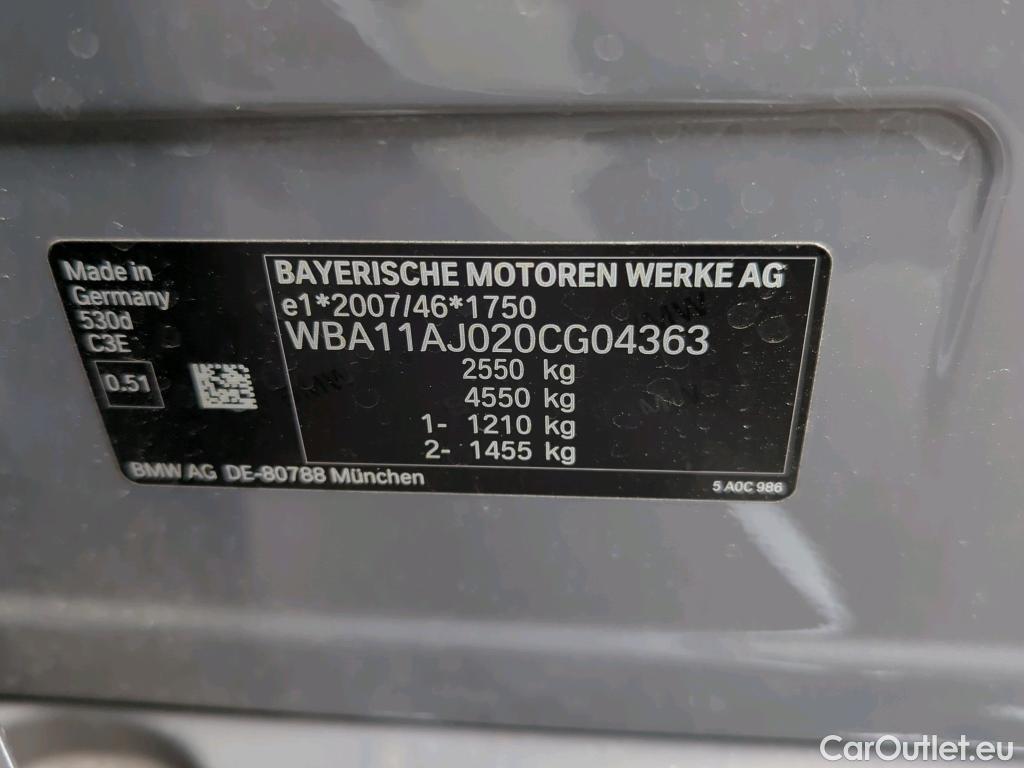 Made in
Germany
530d
C3E
0.51
BAYERISCHE MOTOREN WERKE AG
e1*2007/46*1750
WBA11AJ020CG04363
2550 kg
4550 kg
1- 1210 kg
2- 1455 kg
BMW AG DE-80788 München
5 A0C 986
CarOutlet.eu